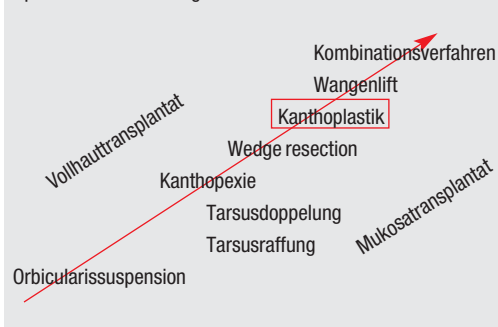 Kombinationsverfahren
Wangenlift
Kanthoplastik
Vollhauttransplantat
Wedge resection
Kanthopexie
Tarsusdoppelung
Mukosatransplantat
Tarsusraffung
Orbicularissuspension